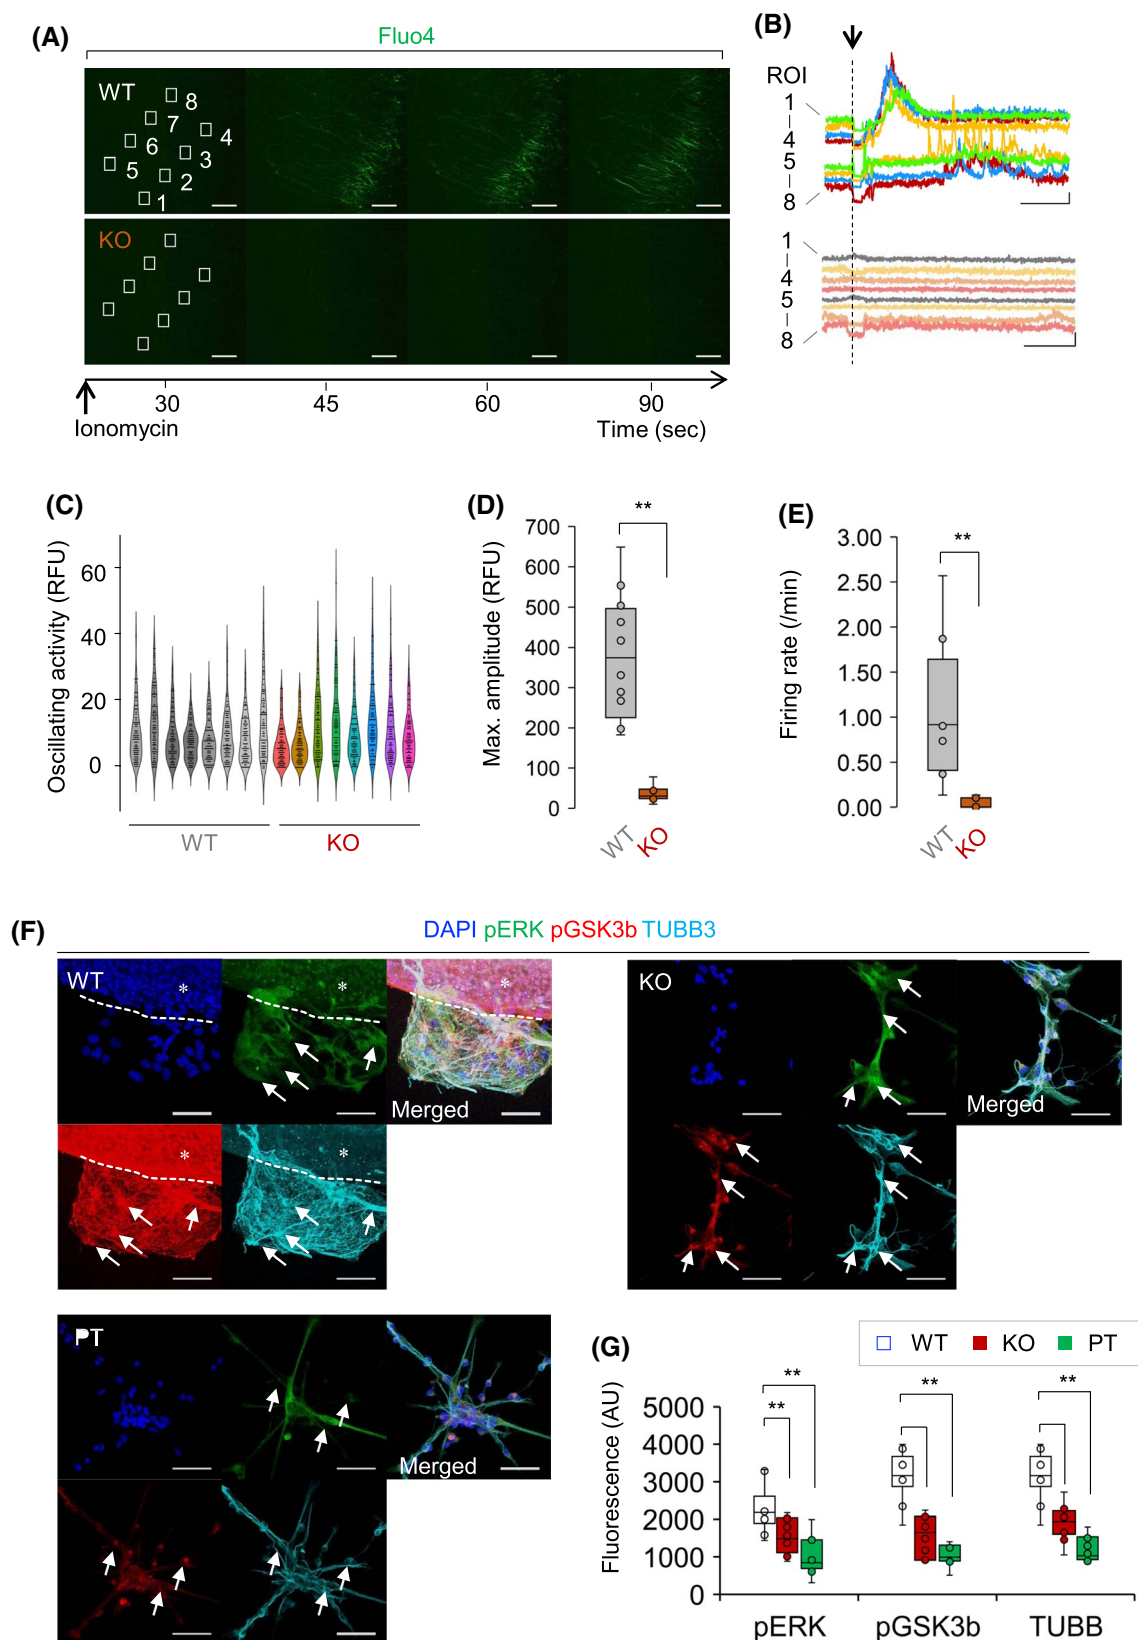 (A)
Fluo4
WT
8
7
4
6
3
5
2
1
KO
30
45
60
90
Ionomycin
Time (sec)
(B)
ROI
1
4
5
8
1
4
5
8
(C)
Oscillating activity (RFU)
60
40
20
0
WT
KO
(D)
Max. amplitude (RFU)
700
600
500
400
300
200
100
0
**
WT
KO
(E)
Firing rate (/min)
3.00
2.50
2.00
1.50
1.00
0.50
0.00
**
WT
KO
(F)
DAPI pERK pGSK3b TUBB3
WT
*
*
*
Merged
*
*
KO
Merged
PT
Merged
(G)
WT KO PT
Fluorescence (AU)
5000
4000
3000
2000
1000
0
**
**
**
**
pERK pGSK3b TUBB